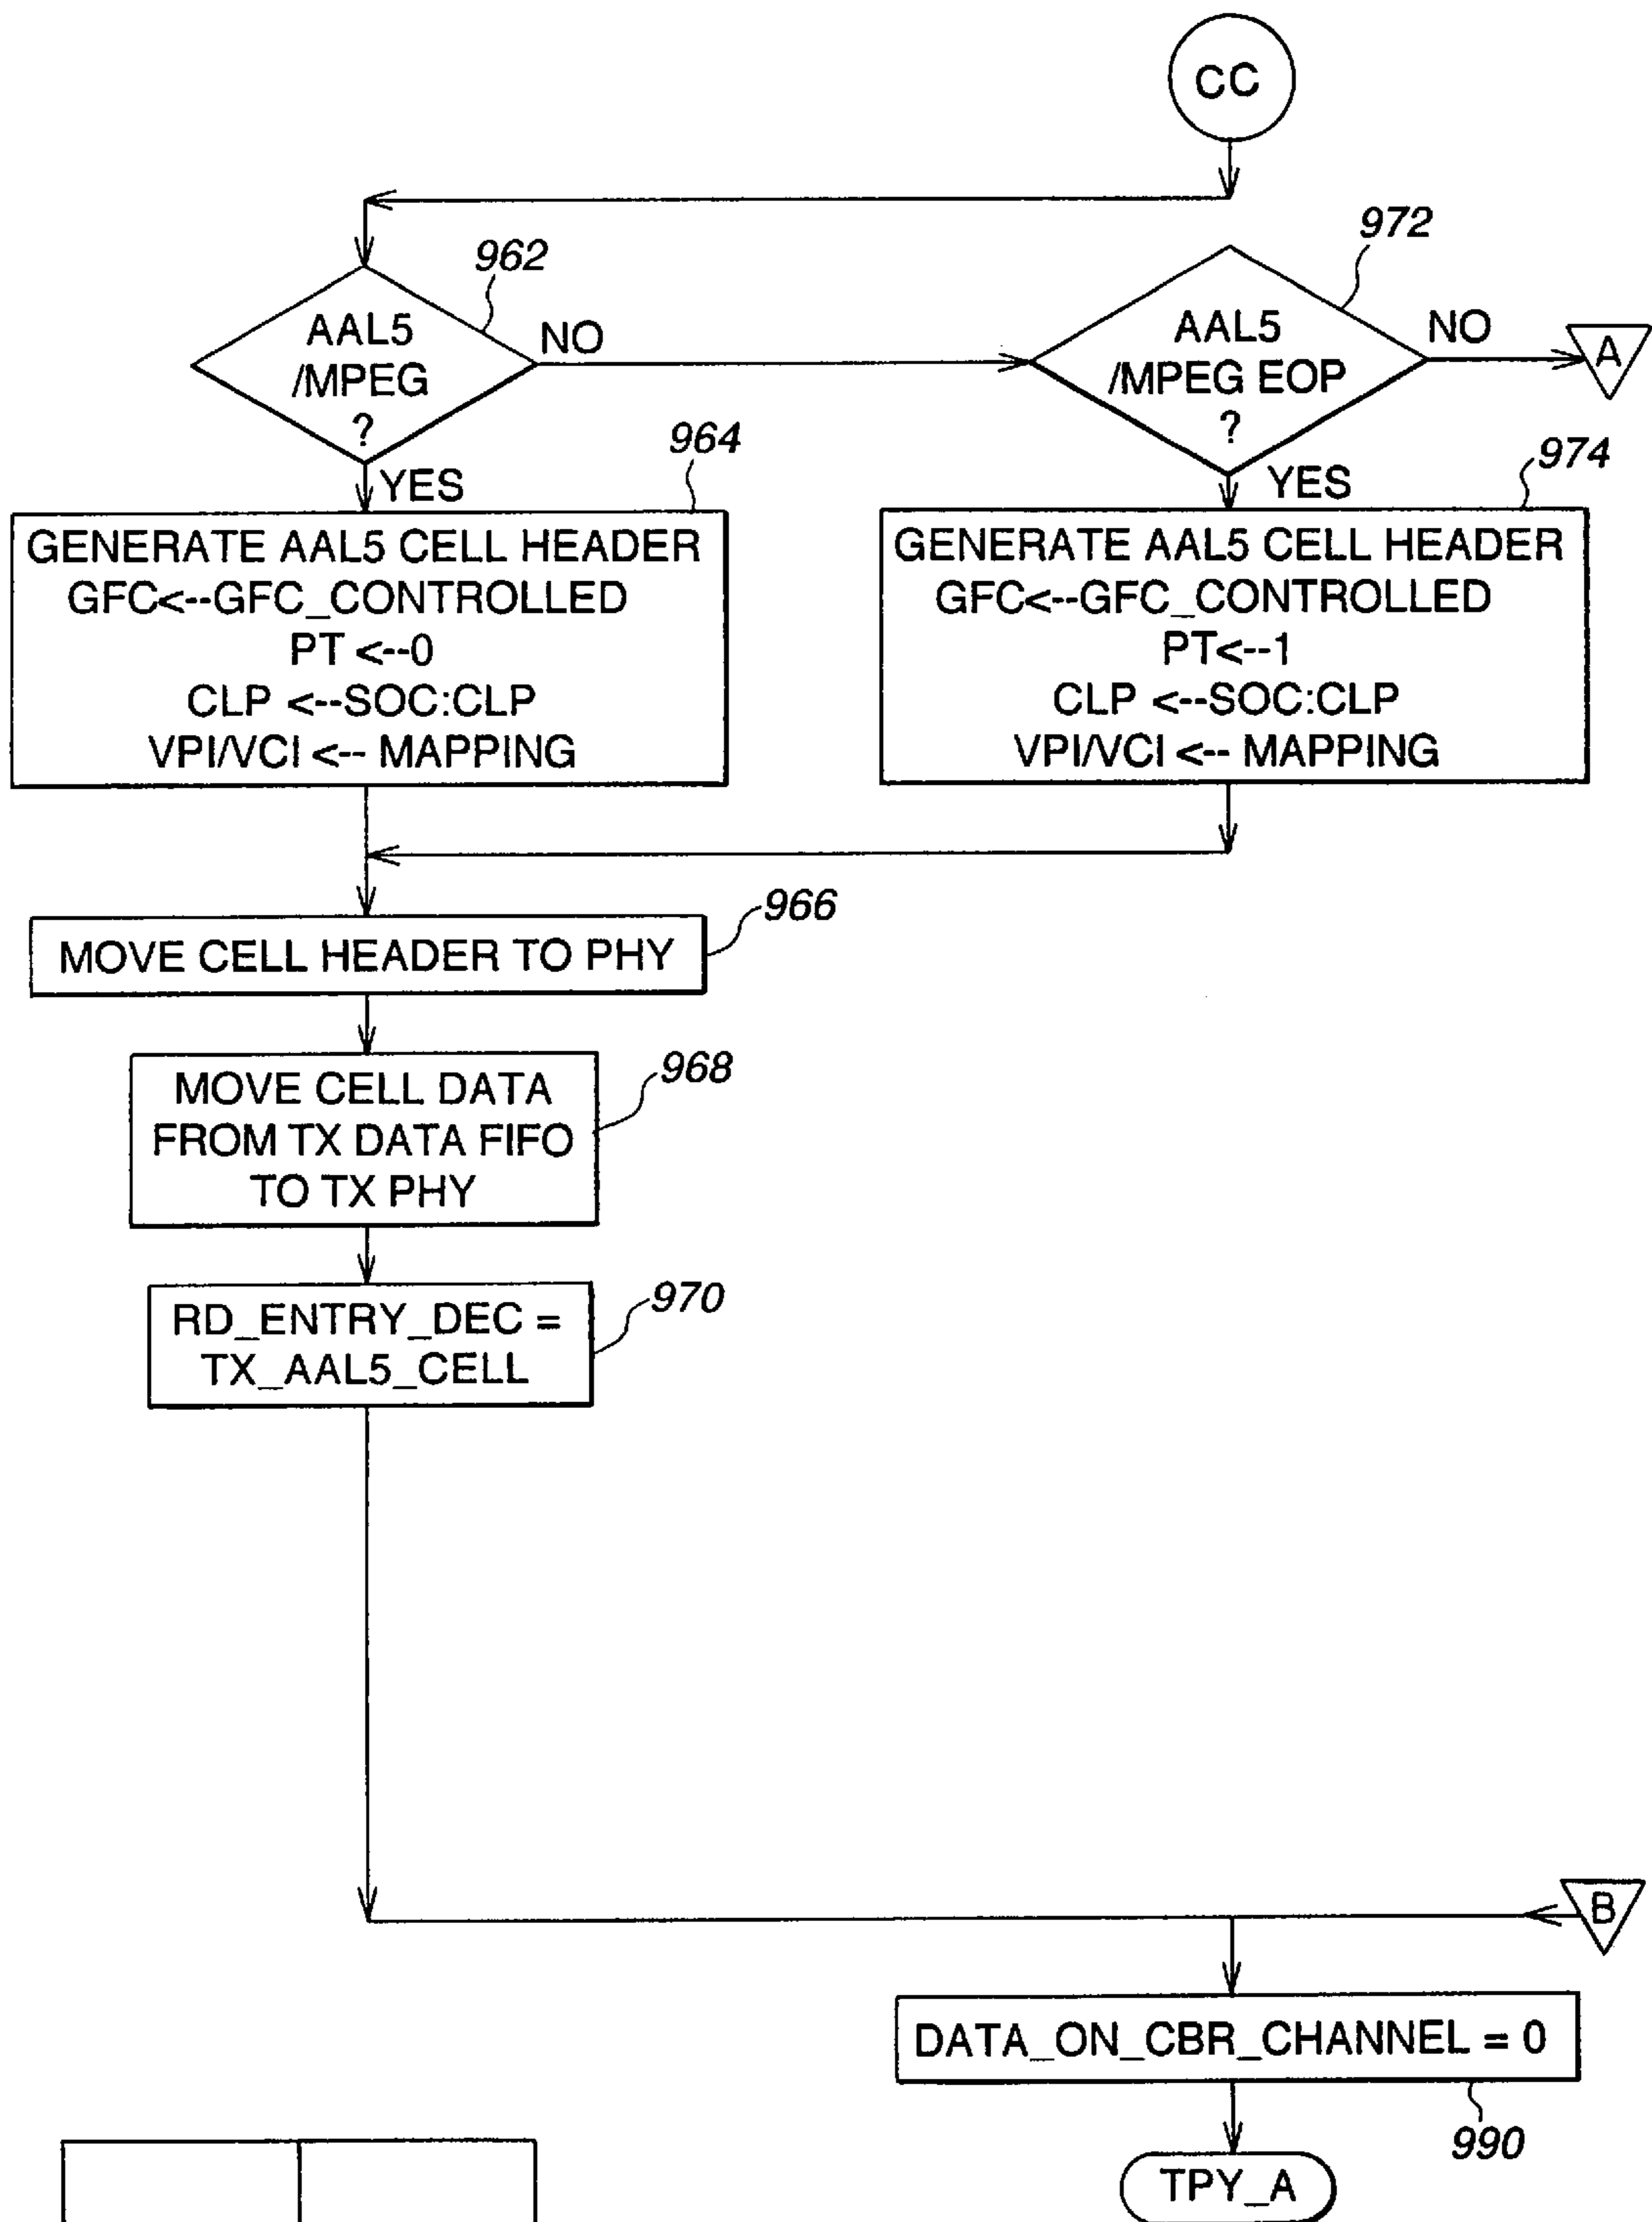 CC
962
972
AAL5
/MPEG
?
NO
AAL5
/MPEG EOP
?
NO
A
964
YES
974
YES
GENERATE AAL5 CELL HEADER
GFC<--GFC_CONTROLLED
PT <--0
CLP <--SOC:CLP
VPI/VCI <-- MAPPING
GENERATE AAL5 CELL HEADER
GFC<--GFC_CONTROLLED
PT<--1
CLP <--SOC:CLP
VPI/VCI <-- MAPPING
966
MOVE CELL HEADER TO PHY
968
MOVE CELL DATA
FROM TX DATA FIFO
TO TX PHY
970
RD_ENTRY_DEC =
TX_AAL5_CELL
B
DATA_ON_CBR_CHANNEL = 0
990
TPY_A